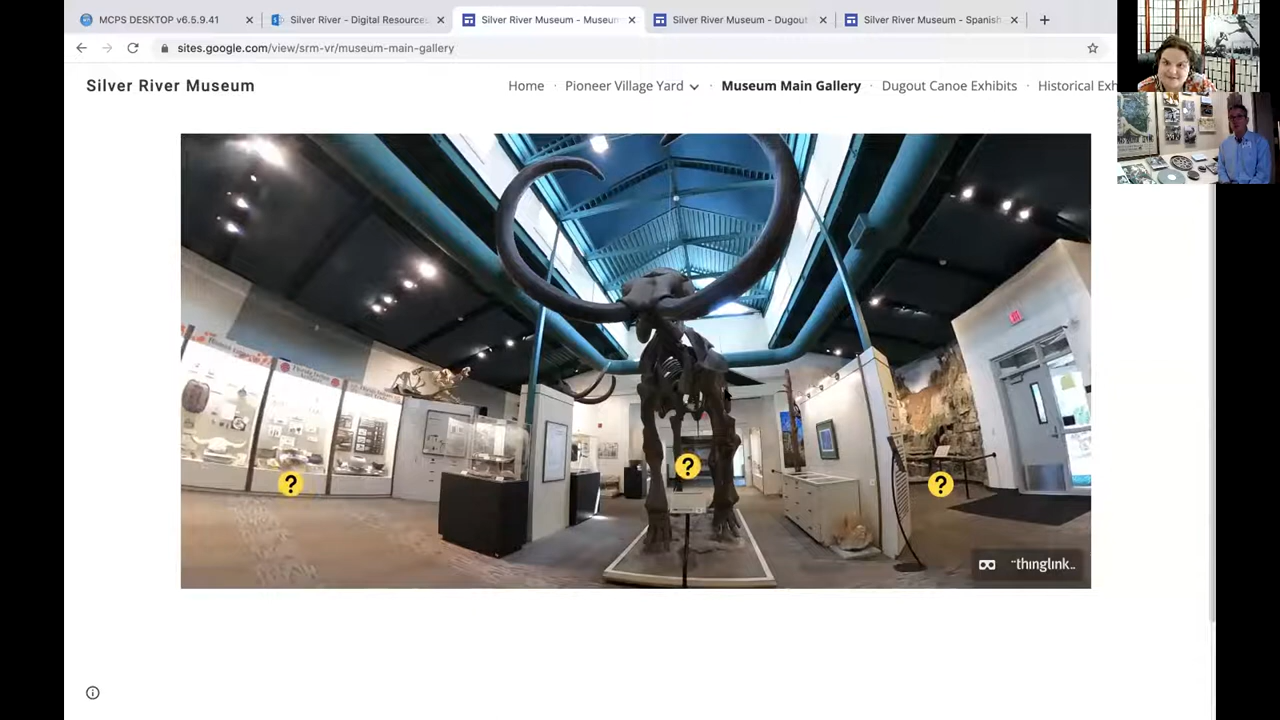 MCPS DESKTOP v6.5.9.41
Silver River - Digital Resource
Silver River Museum - Museum
Silver River Museum - Dugout
Silver River Museum - Spanish
sites.google.com/view/srm-vr/museum-main-gallery
Silver River Museum
Home · Pioneer Village Yard · Museum Main Gallery · Dugout Canoe Exhibits · Historical Exh
?
?
?
thinglink..